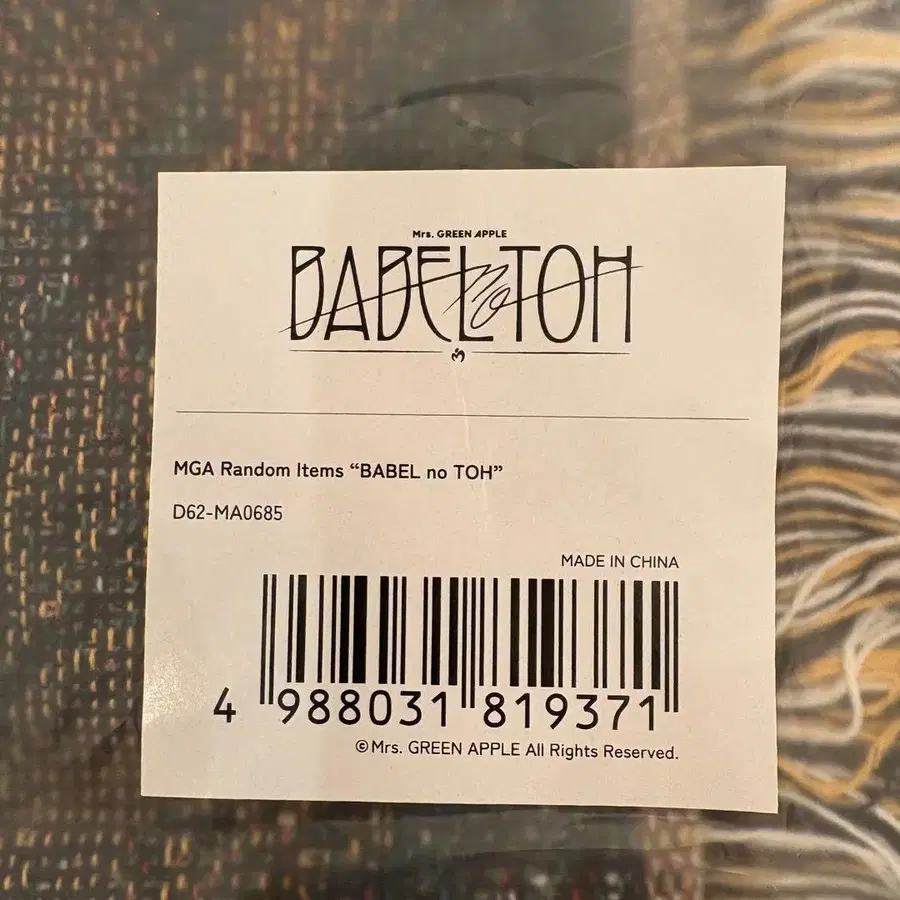 Mrs. GREEN APPLE
BABEL no TOH
MGA Random Items “BABEL no TOH”
D62-MA0685
MADE IN CHINA
4 988031 819371
©Mrs. GREEN APPLE All Rights Reserved.